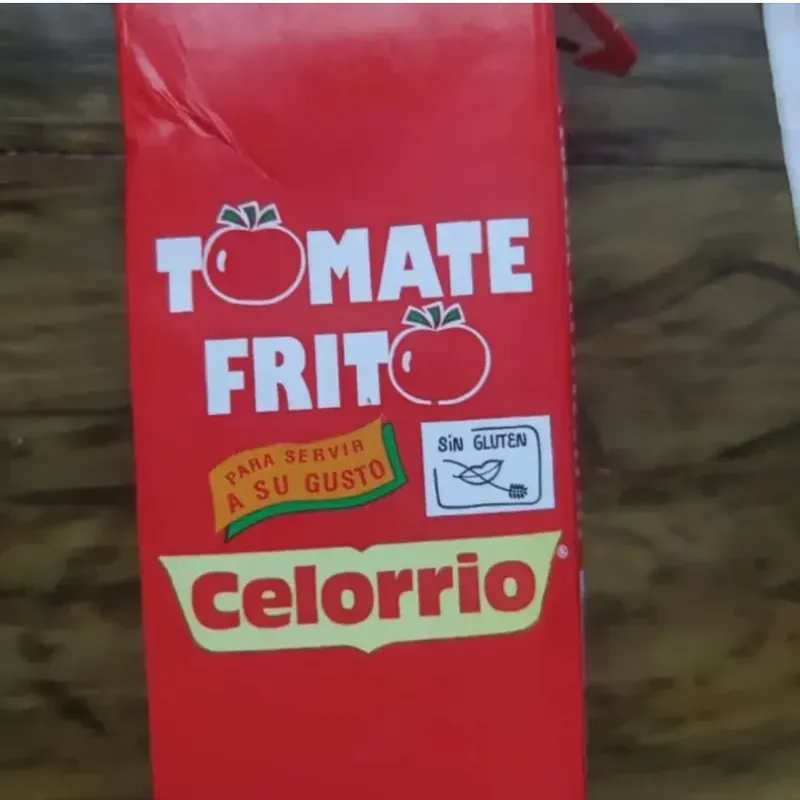 TOMATE
FRITO
PARA SERVIR
A SU GUSTO
SiN GLUTEN
Celorrio®